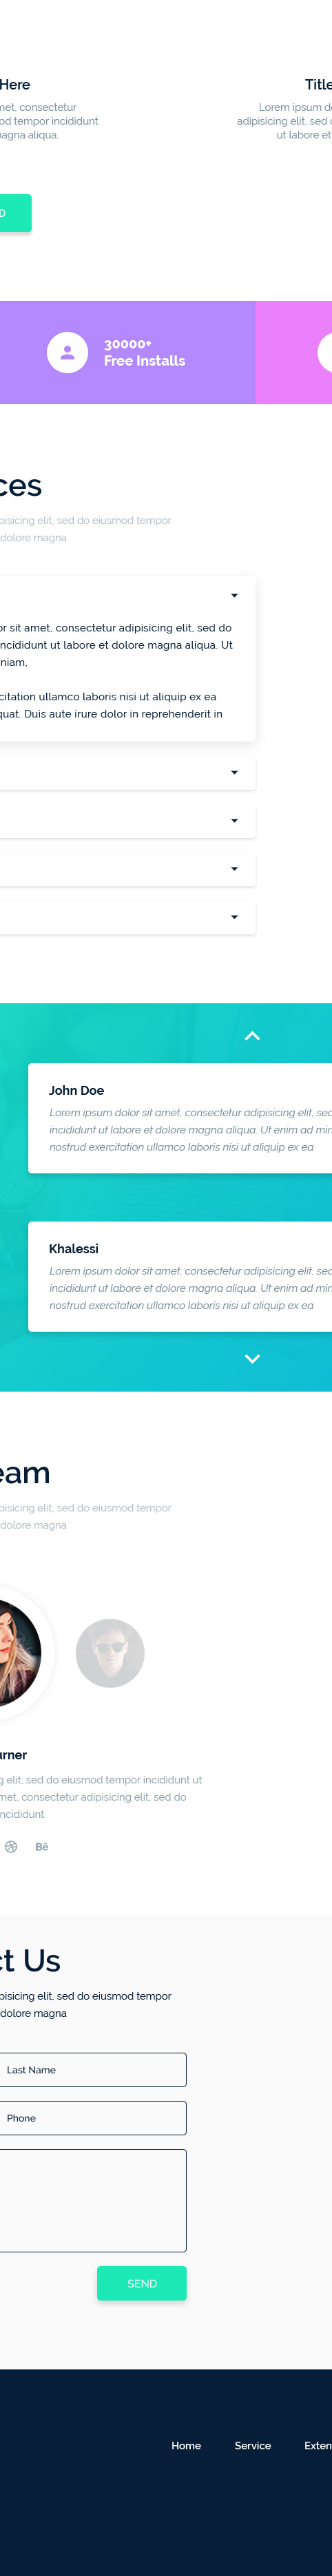 Here
Title
met, consectetur
Lorem ipsum do
od tempor incididunt
adipisicing elit, sed
magna aliqua.
ut labore et
D
30000+
Free Installs
ces
pisicing elit, sed do eiusmod tempor
dolore magna
or sit amet, consectetur adipisicing elit, sed do
ncididunt ut labore et dolore magna aliqua. Ut
niam,
citation ullamco laboris nisi ut aliquip ex ea
quat. Duis aute irure dolor in reprehenderit in
John Doe
Lorem ipsum dolor sit amet, consectetur adipisicing elit, sed
incididunt ut labore et dolore magna aliqua. Ut enim ad min
nostrud exercitation ullamco laboris nisi ut aliquip ex ea
Khalessi
Lorem ipsum dolor sit amet, consectetur adipisicing elit, sed
incididunt ut labore et dolore magna aliqua. Ut enim ad min
nostrud exercitation ullamco laboris nisi ut aliquip ex ea
eam
pisicing elit, sed do eiusmod tempor
dolore magna
urner
g elit, sed do eiusmod tempor incididunt ut
met, consectetur adipisicing elit, sed do
ncididunt
Bē
ct Us
pisicing elit, sed do eiusmod tempor
dolore magna
Last Name
Phone
SEND
Home
Service
Exten